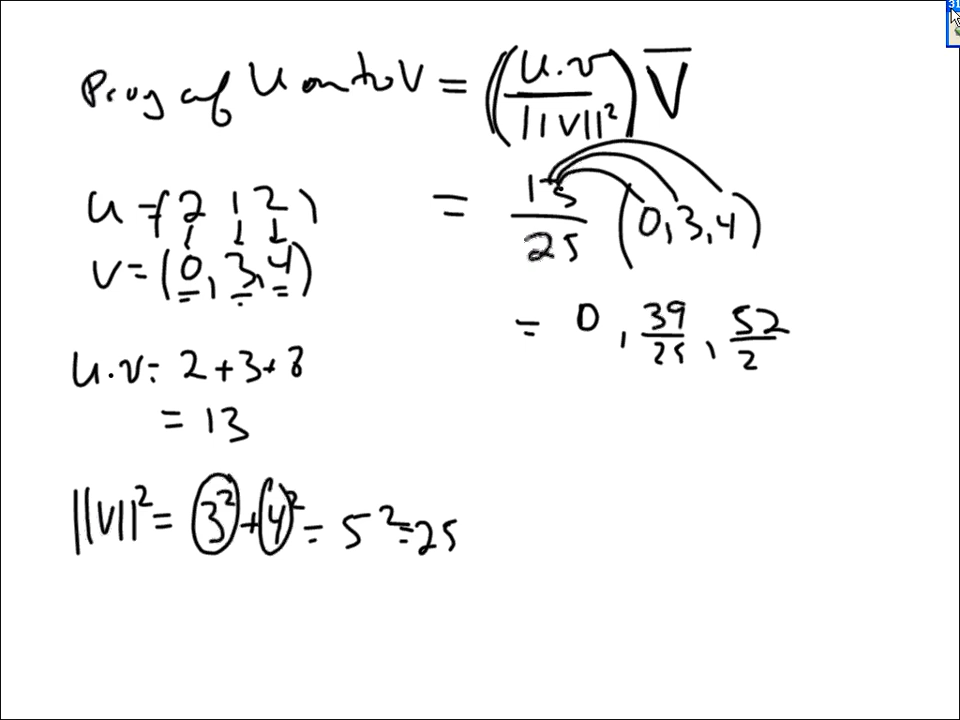 Proy of U onto V = ((u.v)/||V||²) V̅
= 13/25 (0,3,4)
= 0, 39/25, 52/2
u = (2 1 2)
v = (0, 3, 4)
u.v = 2+3+8
= 13
||V||² = 3² + 4² = 5² = 25